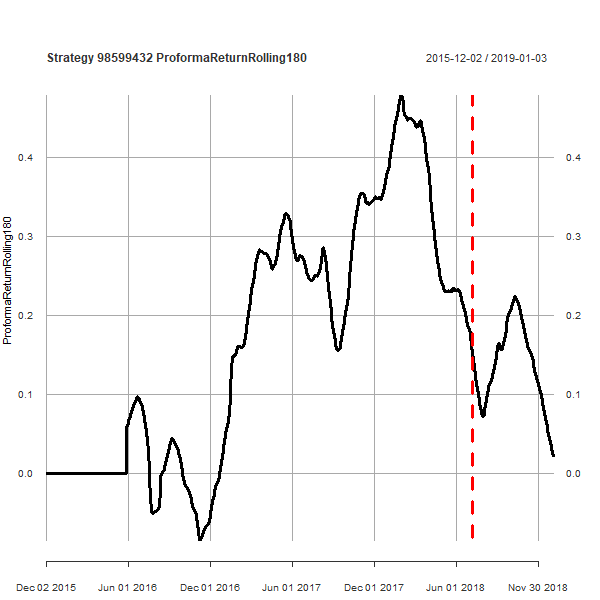 Strategy 98599432 ProformaReturnRolling180
2015-12-02 / 2019-01-03
ProformaReturnRolling180
0.4 0.4
0.3 0.3
0.2 0.2
0.1 0.1
0.0 0.0
Dec 02 2015 Jun 01 2016 Dec 01 2016 Jun 01 2017 Dec 01 2017 Jun 01 2018 Nov 30 2018